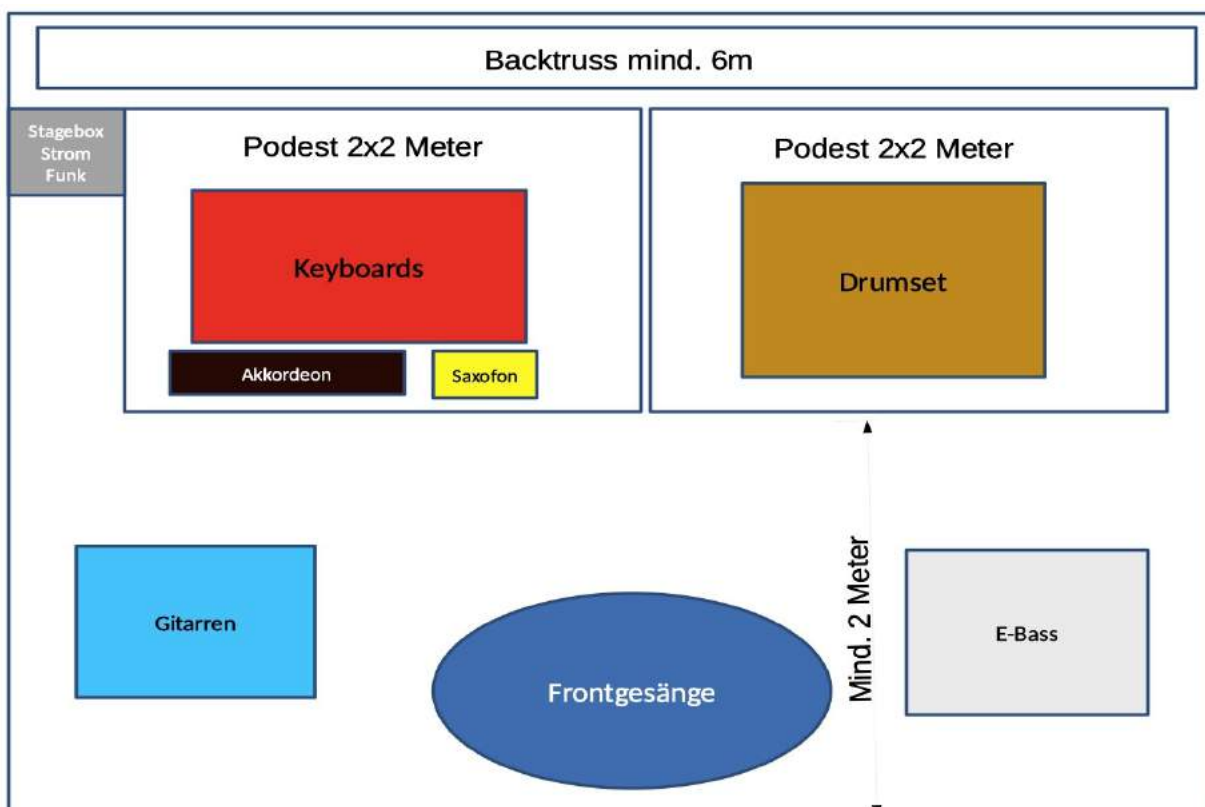 Backtruss mind. 6m
Stagebox
Strom
Funk
Podest 2x2 Meter
Podest 2x2 Meter
Keyboards
Drumset
Akkordeon
Saxofon
Gitarren
Frontgesänge
Mind. 2 Meter
E-Bass